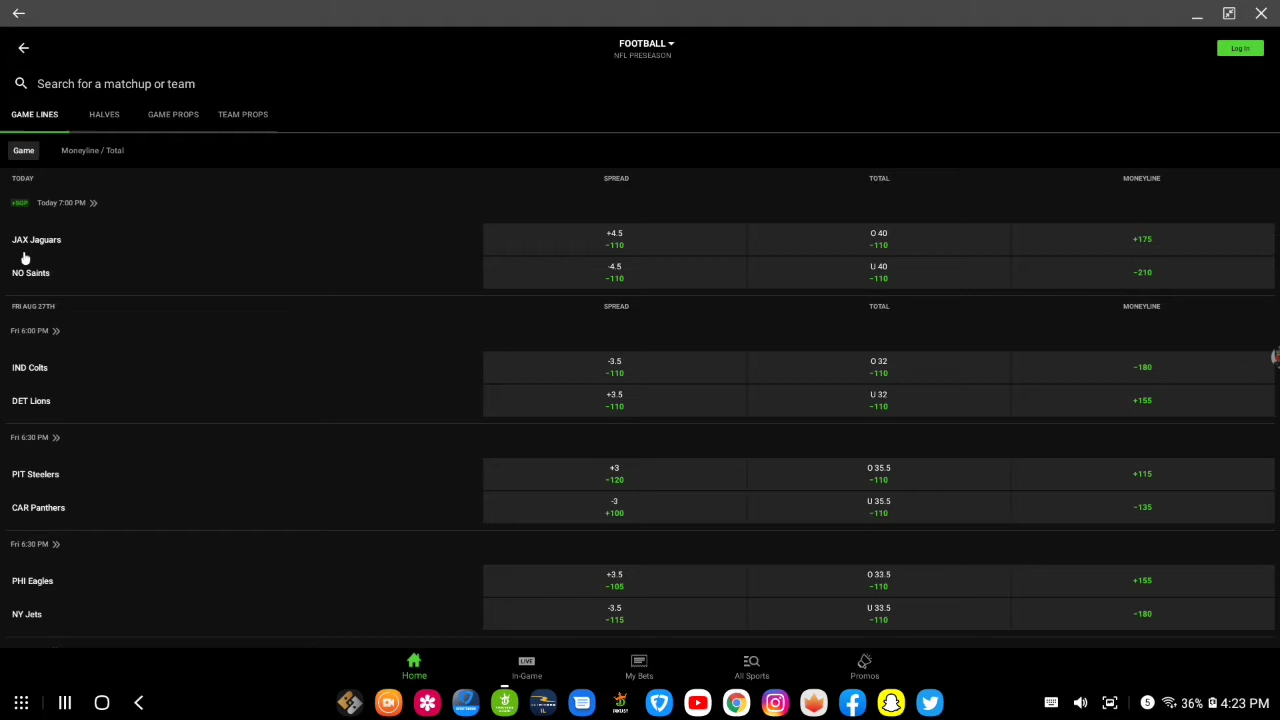 FOOTBALL
NFL PRESEASON
Log In
Search for a matchup or team
GAME LINES HALVES GAME PROPS TEAM PROPS
Game Moneyline / Total
TODAY SPREAD TOTAL MONEYLINE
+SGP Today 7:00 PM
JAX Jaguars +4.5 -110 O 40 -110 +175
NO Saints -4.5 -110 U 40 -110 -210
FRI AUG 27TH SPREAD TOTAL MONEYLINE
Fri 6:00 PM
IND Colts -3.5 -110 O 32 -110 -180
DET Lions +3.5 -110 U 32 -110 +155
Fri 6:30 PM
PIT Steelers +3 -120 O 35.5 -110 +115
CAR Panthers -3 +100 U 35.5 -110 -135
Fri 6:30 PM
PHI Eagles +3.5 -105 O 33.5 -110 +155
NY Jets -3.5 -115 U 33.5 -110 -180
LIVE
Home In-Game My Bets All Sports Promos
5 36% 4:23 PM